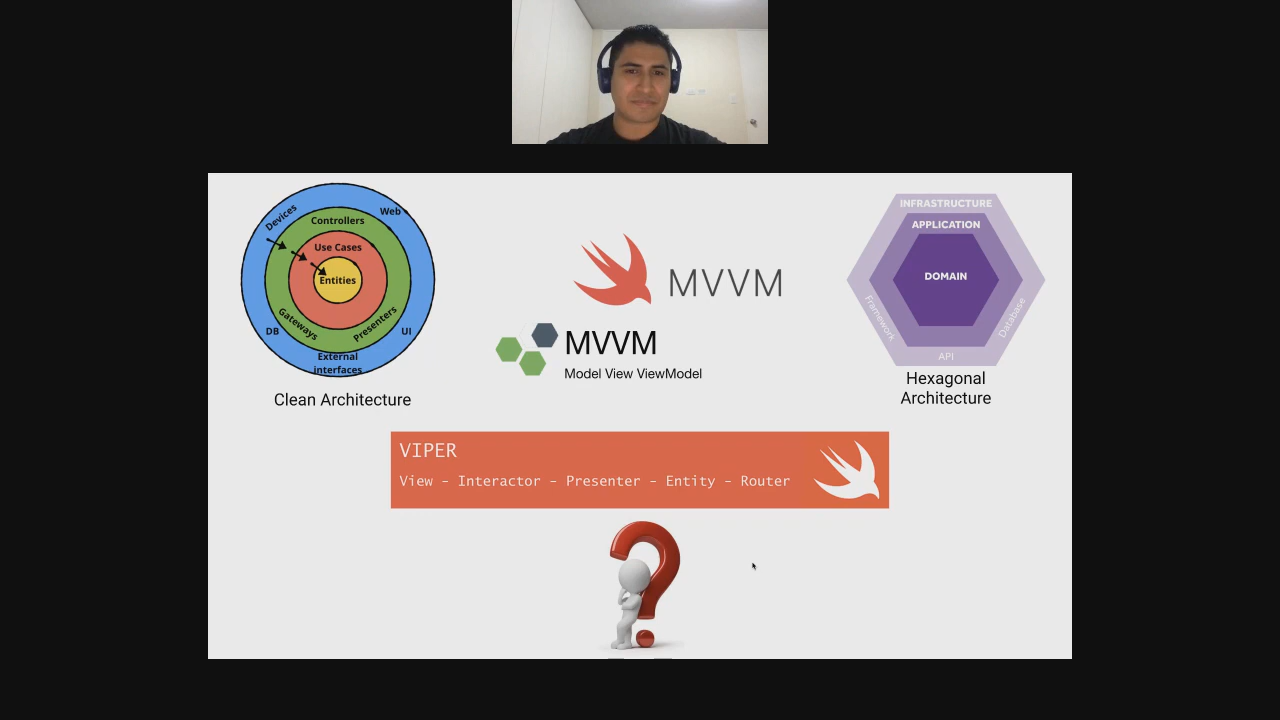 Devices
Web
Controllers
Use Cases
Entities
Gateways
Presenters
DB
UI
External
interfaces
Clean Architecture
MVVM
MVVM
Model View ViewModel
INFRASTRUCTURE
APPLICATION
DOMAIN
Framework
Database
API
Hexagonal
Architecture
VIPER
View - Interactor - Presenter - Entity - Router